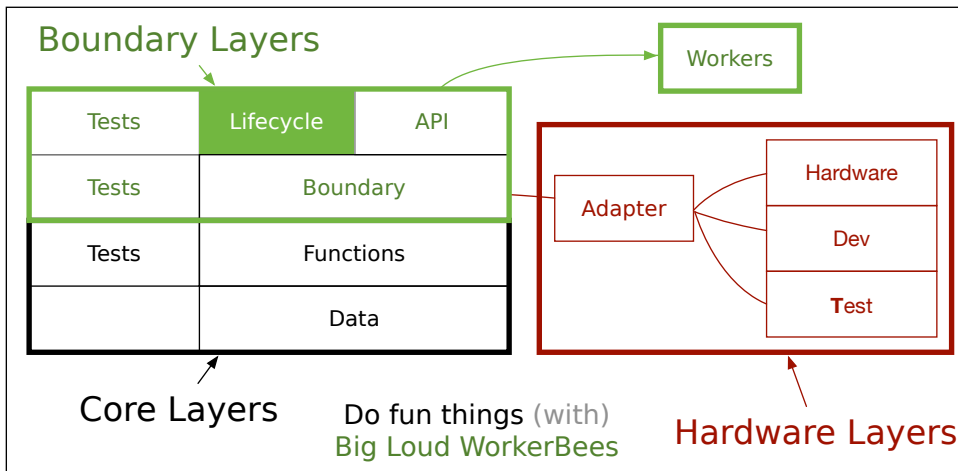 Boundary Layers
Workers
Tests
Lifecycle
API
Tests
Boundary
Tests
Functions
Data
Adapter
Hardware
Dev
Test
Core Layers
Do fun things (with)
Big Loud WorkerBees
Hardware Layers